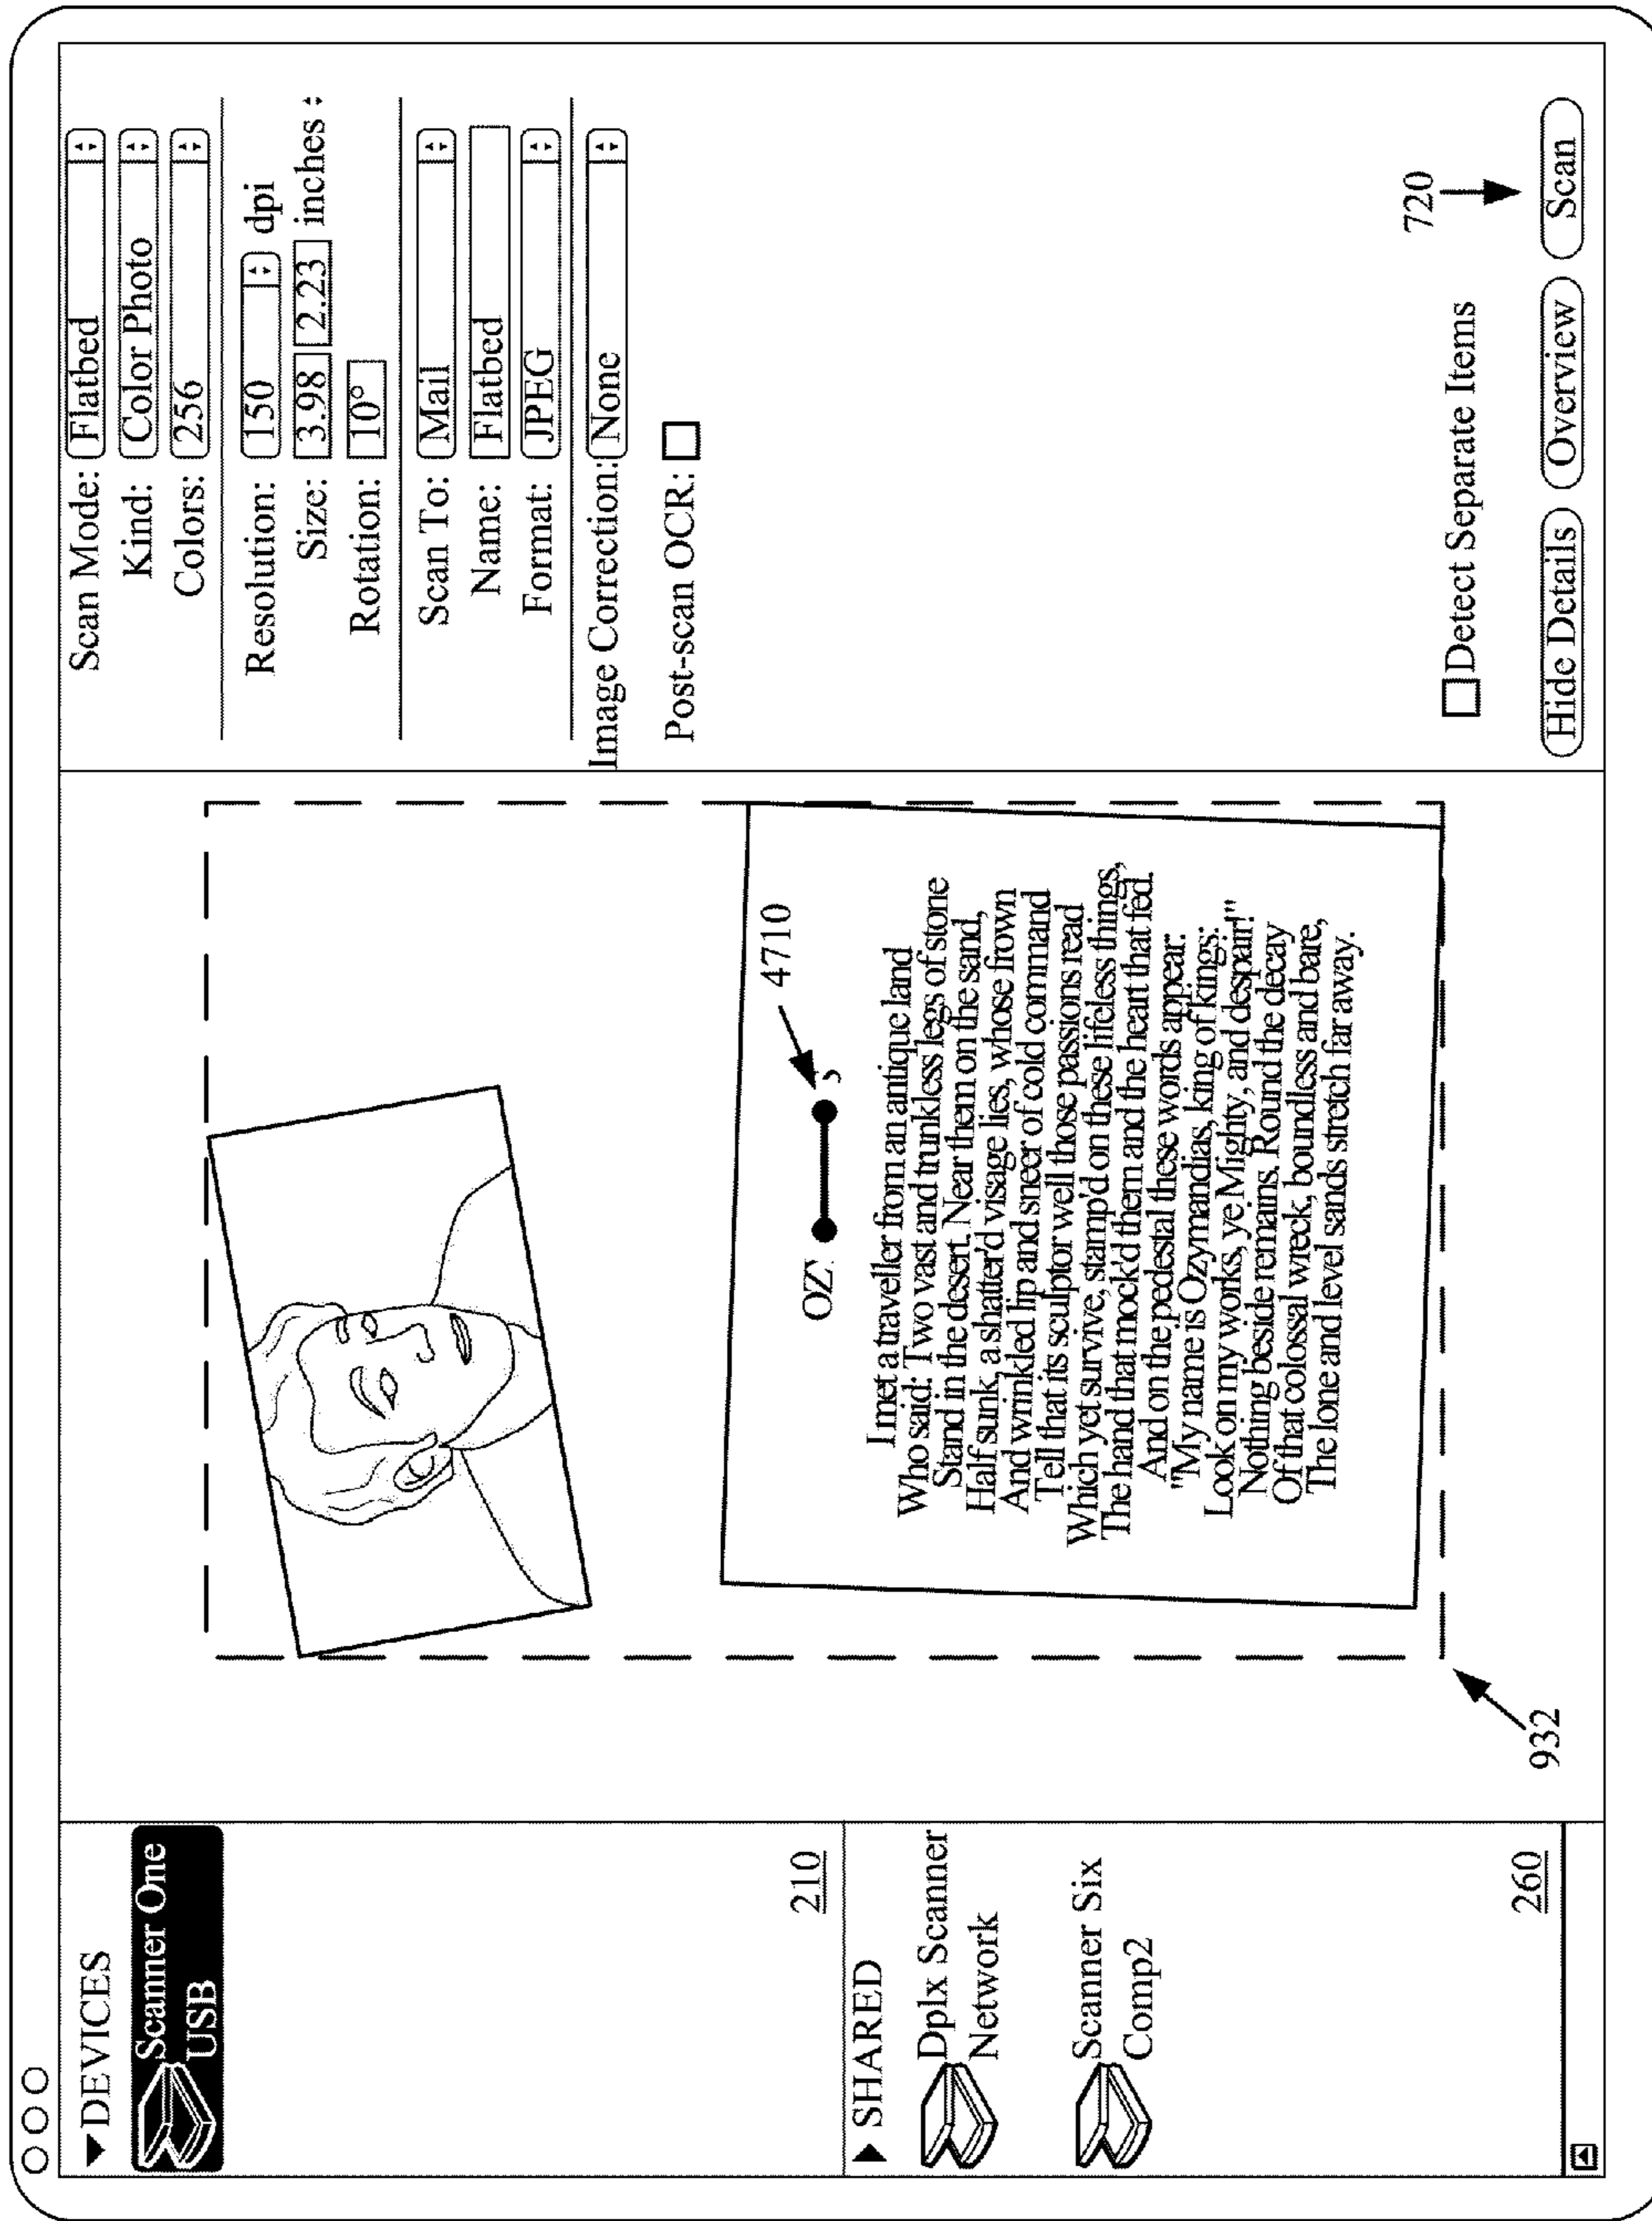 DEVICES
Scanner One
USB
210
SHARED
Dplx Scanner
Network
Scanner Six
Comp2
260
4710
OZ
I met a traveller from an antique land
Who said: Two vast and trunkless legs of stone
Stand in the desert. Near them on the sand,
Half sunk, a shatter'd visage lies, whose frown
And wrinkled lip and sneer of cold command
Tell that its sculptor well those passions read
Which yet survive, stamp'd on these lifeless things,
The hand that mock'd them and the heart that fed.
And on the pedestal these words appear:
"My name is Ozymandias, king of kings:
Look on my works, ye Mighty, and despair!"
Nothing beside remains. Round the decay
Of that colossal wreck, boundless and bare,
The lone and level sands stretch far away.
932
Scan Mode: Flatbed
Kind: Color Photo
Colors: 256
Resolution: 150 dpi
Size: 3.98 2.23 inches
Rotation: 10°
Scan To: Mail
Name: Flatbed
Format: JPEG
Image Correction: None
Post-scan OCR:
720
Detect Separate Items
Hide Details Overview Scan